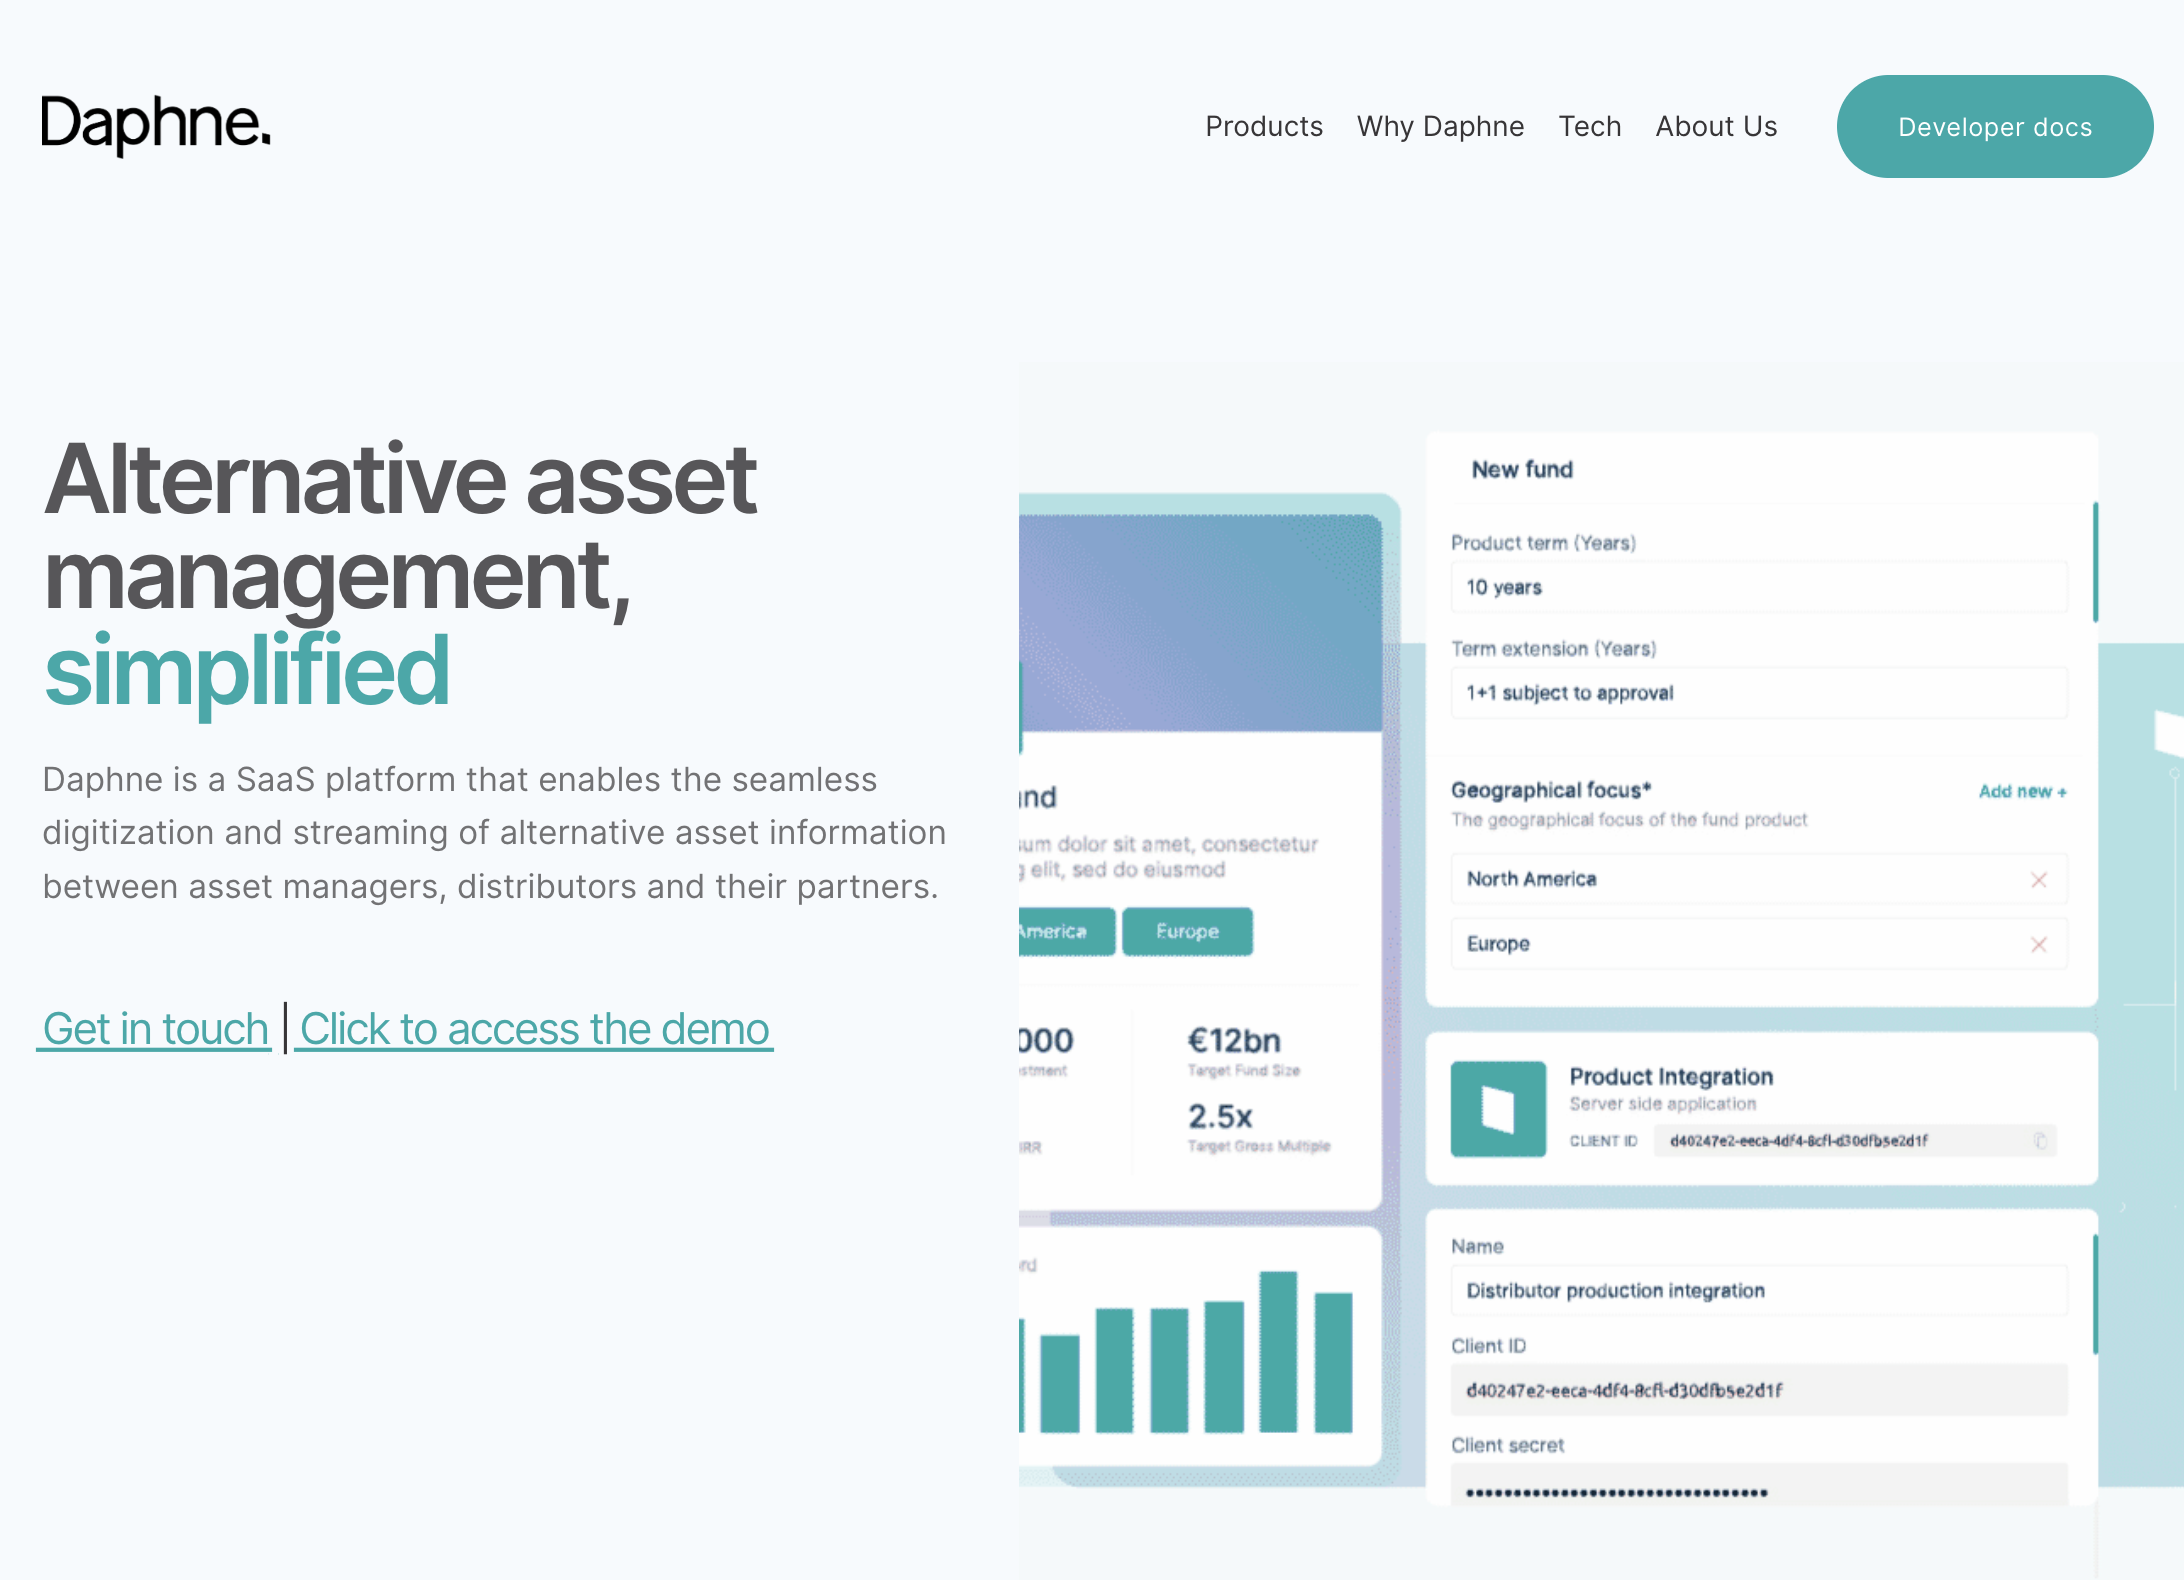 Daphne.
Products
Why Daphne
Tech
About Us
Developer docs
Alternative asset
management,
simplified
Daphne is a SaaS platform that enables the seamless
digitization and streaming of alternative asset information
between asset managers, distributors and their partners.
Get in touch | Click to access the demo
dolor sit amet, consectetur
elit, sed do eiusmod
America
Europe
000
€12bn
Target Fund Size
2.5x
IRR
Target Gross Multiple
New fund
Product term (Years)
10 years
Term extension (Years)
1+1 subject to approval
Geographical focus*
Add new +
The geographical focus of the fund product
North America
Europe
Product Integration
Server side application
CLIENT ID d40247e2-eeca-4df4-8cfl-d30dfb5e2d1f
Name
Distributor production integration
Client ID
d40247e2-eeca-4df4-8cfl-d30dfb5e2d1f
Client secret